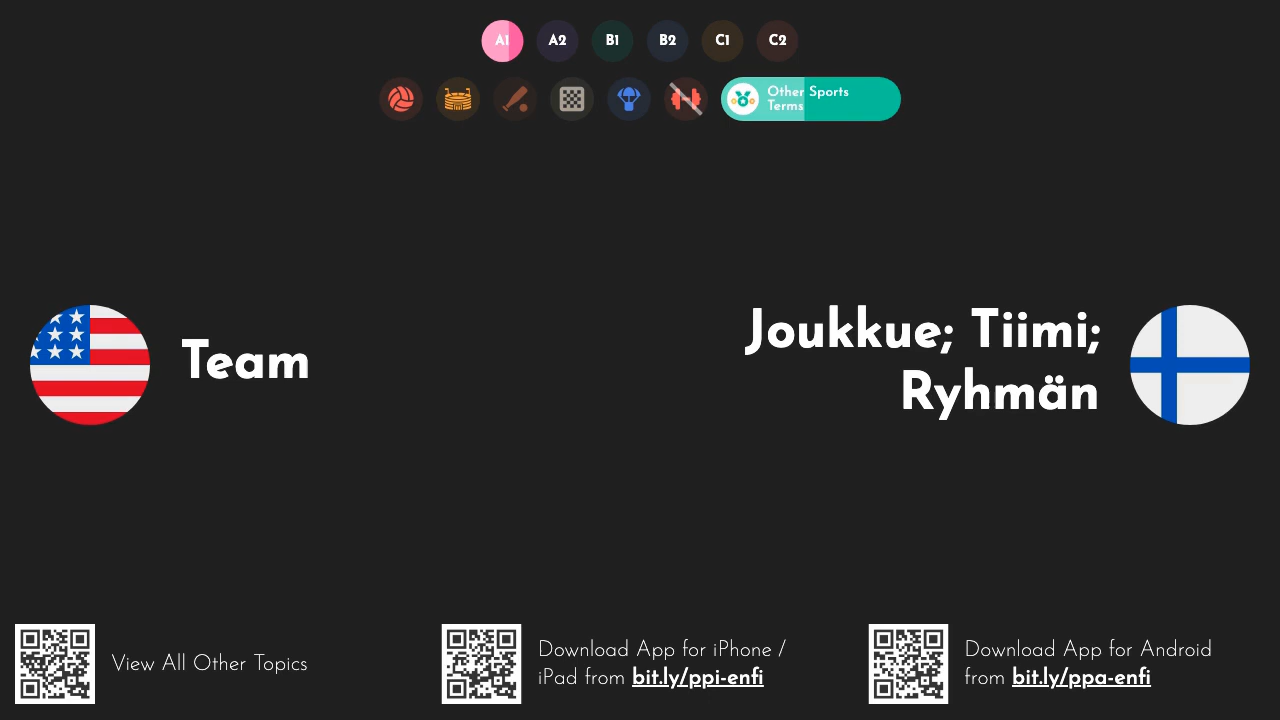 A1 A2 B1 B2 C1 C2
Other Sports
Terms
Team
Joukkue; Tiimi;
Ryhmän
View All Other Topics
Download App for iPhone /
iPad from bit.ly/ppi-enfi
Download App for Android
from bit.ly/ppa-enfi